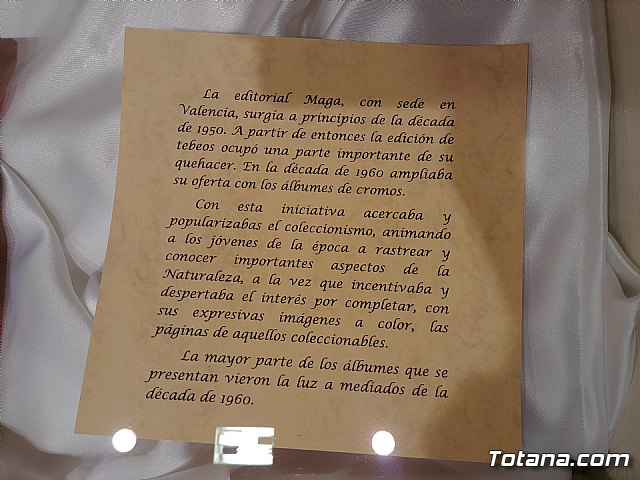 La editorial Maga, con sede en
Valencia, surgía a principios de la década
de 1950. A partir de entonces la edición de
tebeos ocupó una parte importante de su
quehacer. En la década de 1960 ampliaba
su oferta con los álbumes de cromos.
Con esta iniciativa acercaba y
popularizabas el coleccionismo, animando
a los jóvenes de la época a rastrear y
conocer importantes aspectos de la
Naturaleza, a la vez que incentivaba y
despertaba el interés por completar, con
sus expresivas imágenes a color, las
páginas de aquellos coleccionables.
La mayor parte de los álbumes que se
presentan vieron la luz a mediados de la
década de 1960.
Totana.com